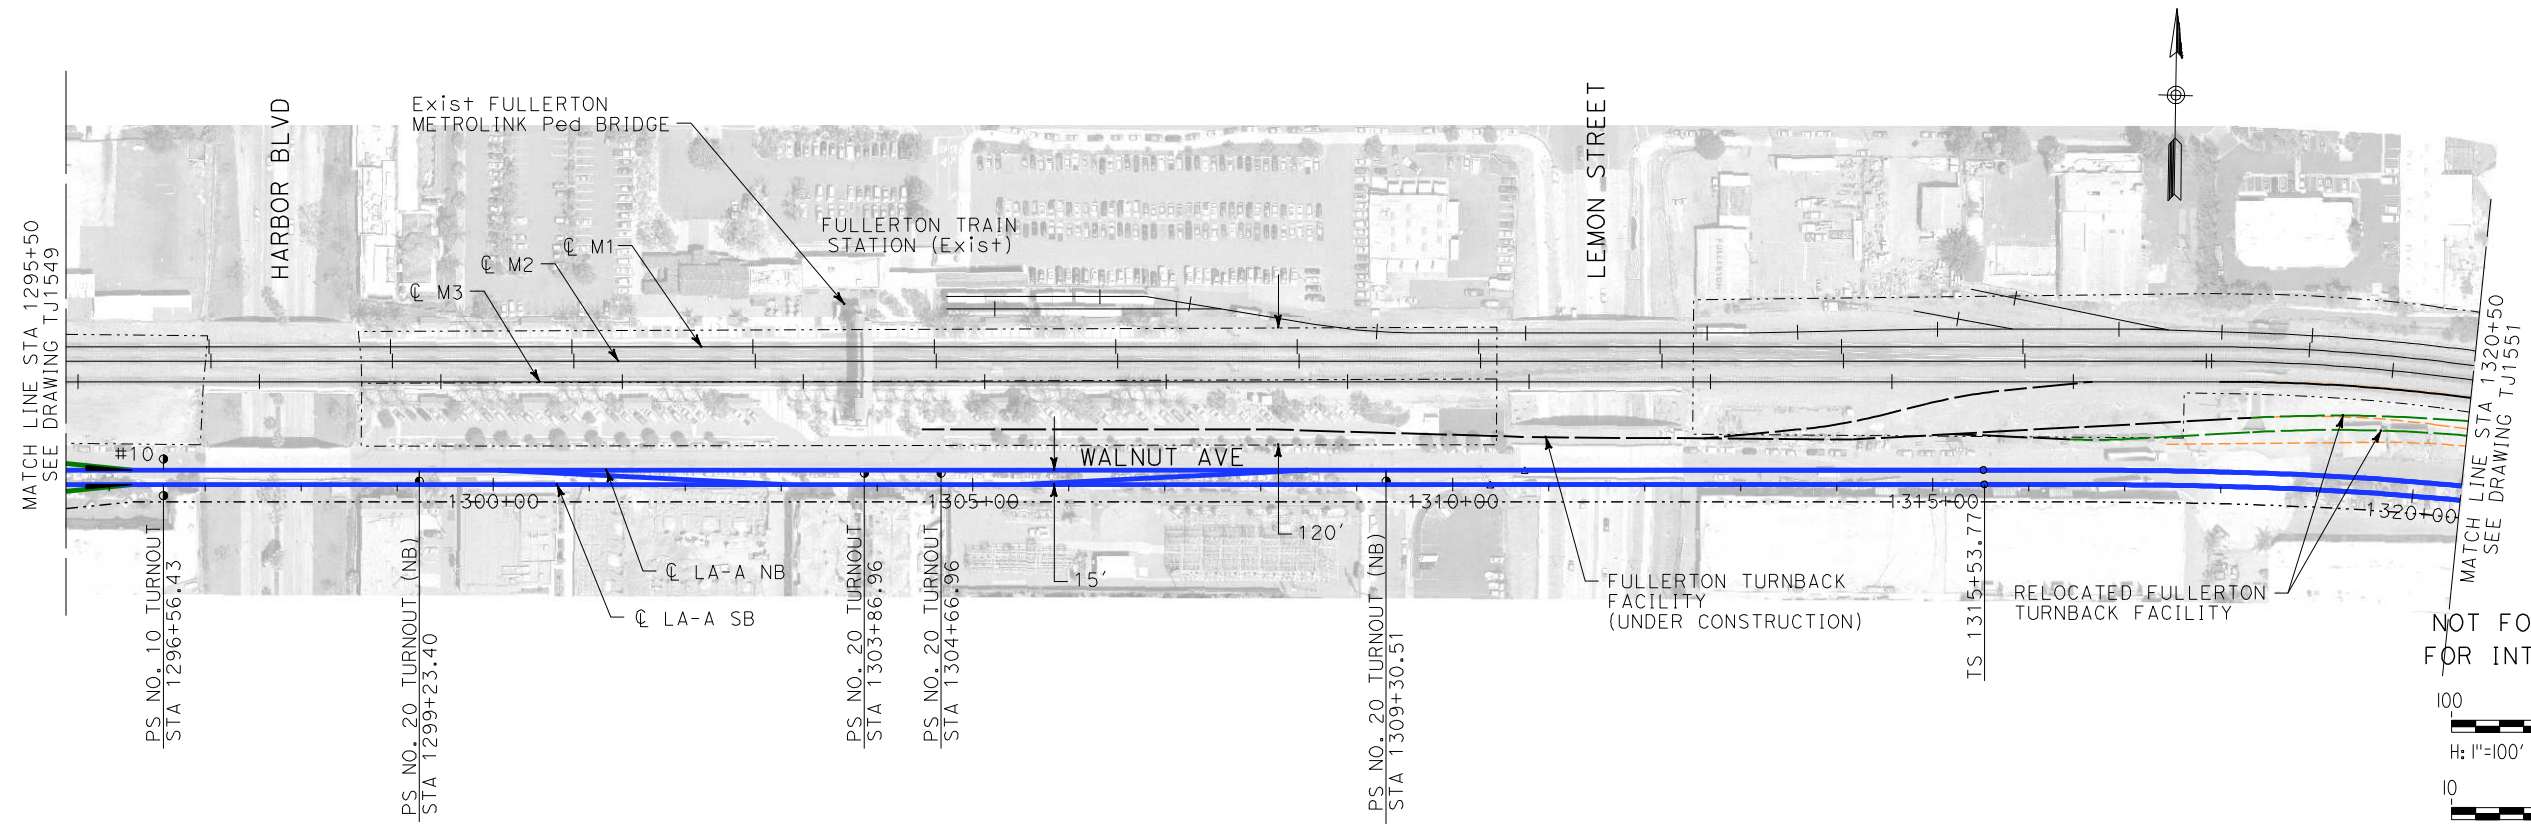 MATCH LINE STA 1295+50
SEE DRAWING TJ1549
HARBOR BLVD
Exist FULLERTON
METROLINK Ped BRIDGE
℄ M1
℄ M2
℄ M3
FULLERTON TRAIN
STATION (Exist)
LEMON STREET
WALNUT AVE
#10
1300+00
1305+00
1310+00
1315+00
1320+00
120'
15'
℄ LA-A NB
℄ LA-A SB
PS NO. 10 TURNOUT
STA 1296+56.43
PS NO. 20 TURNOUT (NB)
STA 1299+23.40
PS NO. 20 TURNOUT
STA 1303+86.96
PS NO. 20 TURNOUT
STA 1304+66.96
PS NO. 20 TURNOUT (NB)
STA 1309+30.51
FULLERTON TURNBACK
FACILITY
(UNDER CONSTRUCTION)
TS 1315+53.77
RELOCATED FULLERTON
TURNBACK FACILITY
MATCH LINE STA 1320+50
SEE DRAWING TJ1551
NOT FO
FOR INT
100
H: 1"=100'
10